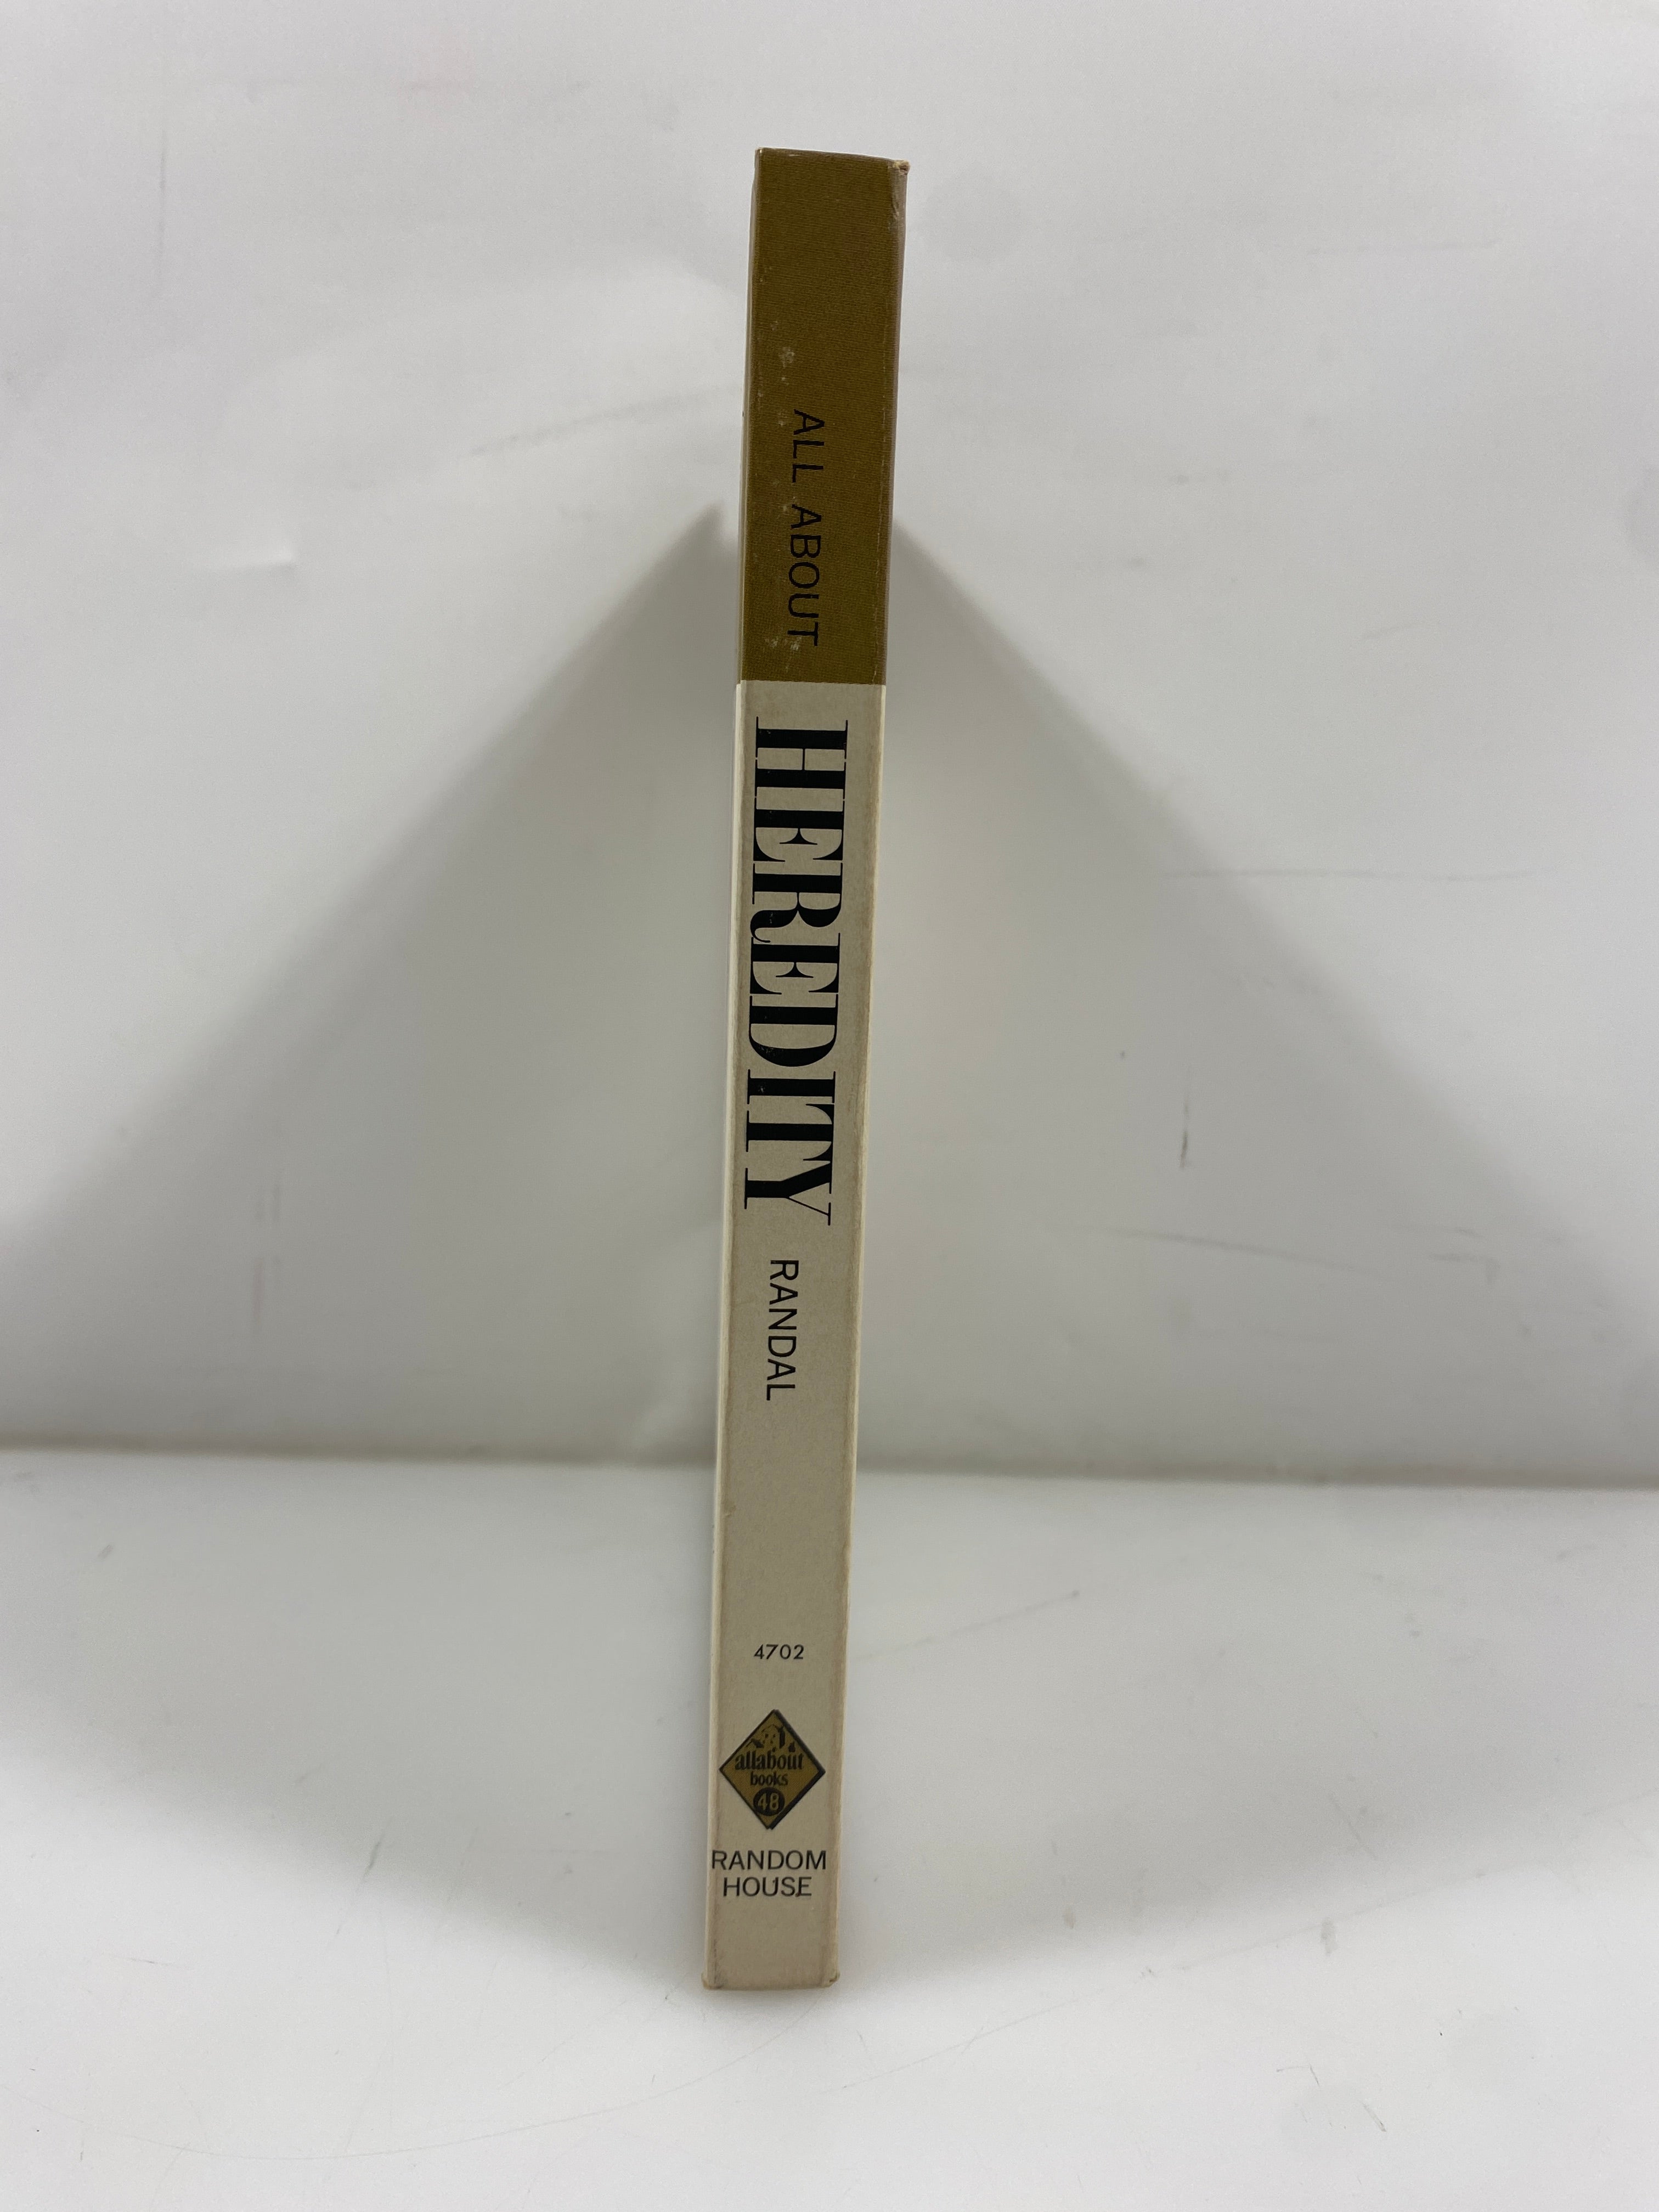 ALL ABOUT
HEREDITY
RANDAL
4702
allabout
books
48
RANDOM
HOUSE